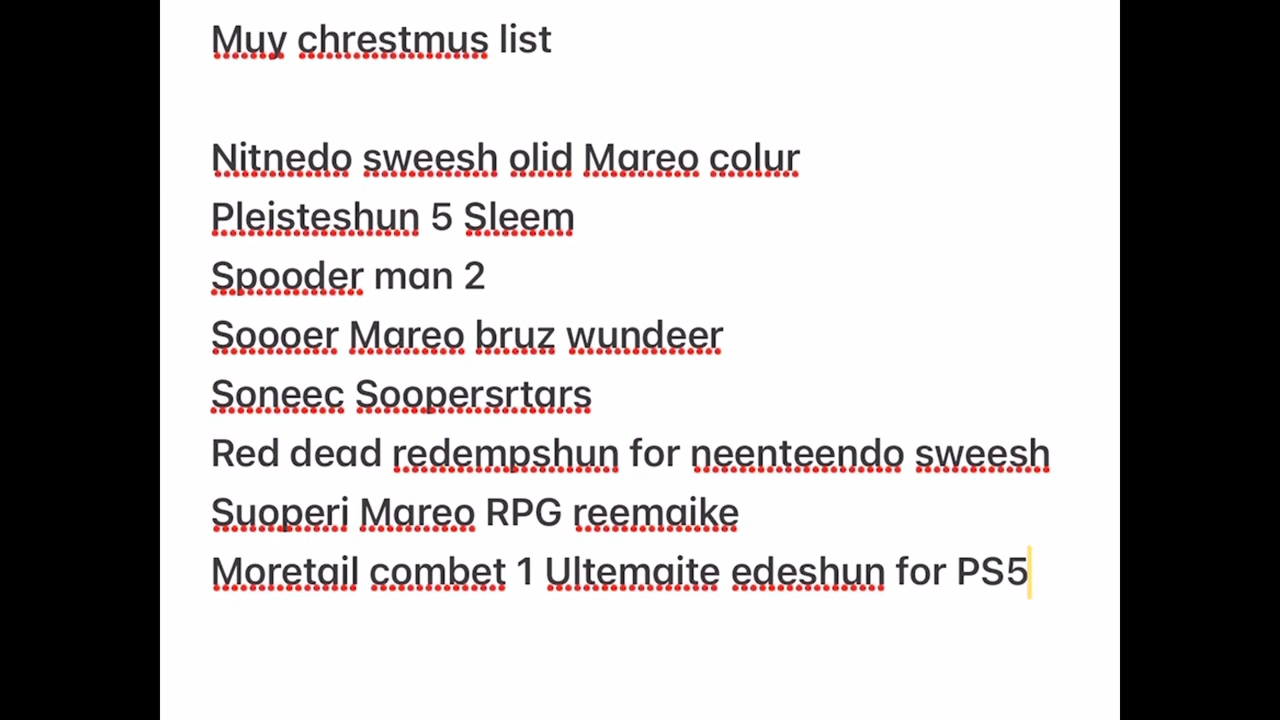 Muy chrestmus list
Nitnedo sweesh olid Mareo colur
Pleisteshun 5 Sleem
Spooder man 2
Soooer Mareo bruz wundeer
Soneec Soopersrtars
Red dead redempshun for neenteendo sweesh
Suoperi Mareo RPG reemaike
Moretail combet 1 Ultemaite edeshun for PS5